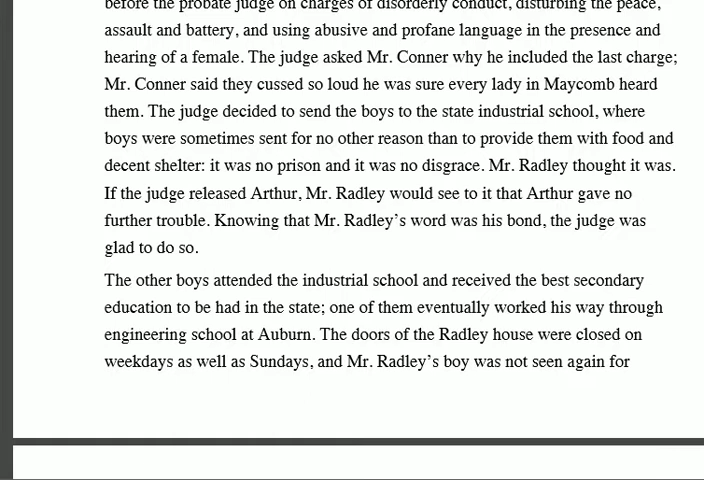 before the probate judge on charges of disorderly conduct, disturbing the peace,
assault and battery, and using abusive and profane language in the presence and
hearing of a female. The judge asked Mr. Conner why he included the last charge;
Mr. Conner said they cussed so loud he was sure every lady in Maycomb heard
them. The judge decided to send the boys to the state industrial school, where
boys were sometimes sent for no other reason than to provide them with food and
decent shelter: it was no prison and it was no disgrace. Mr. Radley thought it was.
If the judge released Arthur, Mr. Radley would see to it that Arthur gave no
further trouble. Knowing that Mr. Radley’s word was his bond, the judge was
glad to do so.
The other boys attended the industrial school and received the best secondary
education to be had in the state; one of them eventually worked his way through
engineering school at Auburn. The doors of the Radley house were closed on
weekdays as well as Sundays, and Mr. Radley’s boy was not seen again for